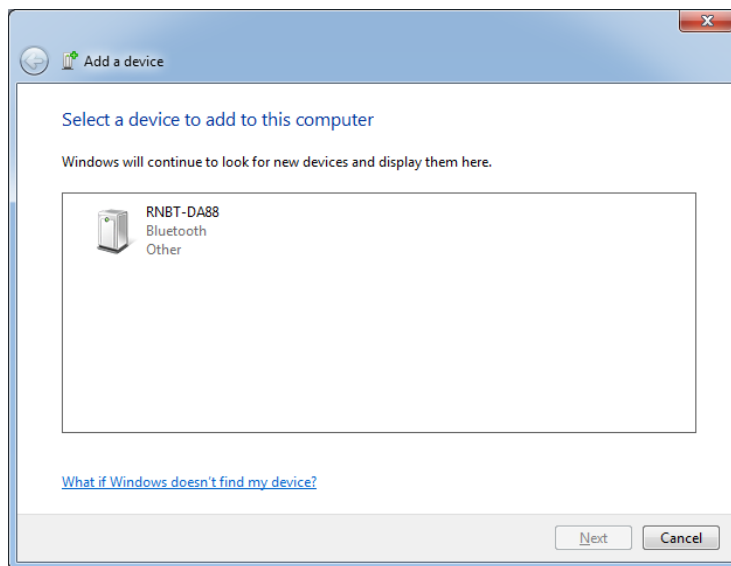 Add a device
Select a device to add to this computer
Windows will continue to look for new devices and display them here.
RNBT-DA88
Bluetooth
Other
What if Windows doesn't find my device?
Next
Cancel